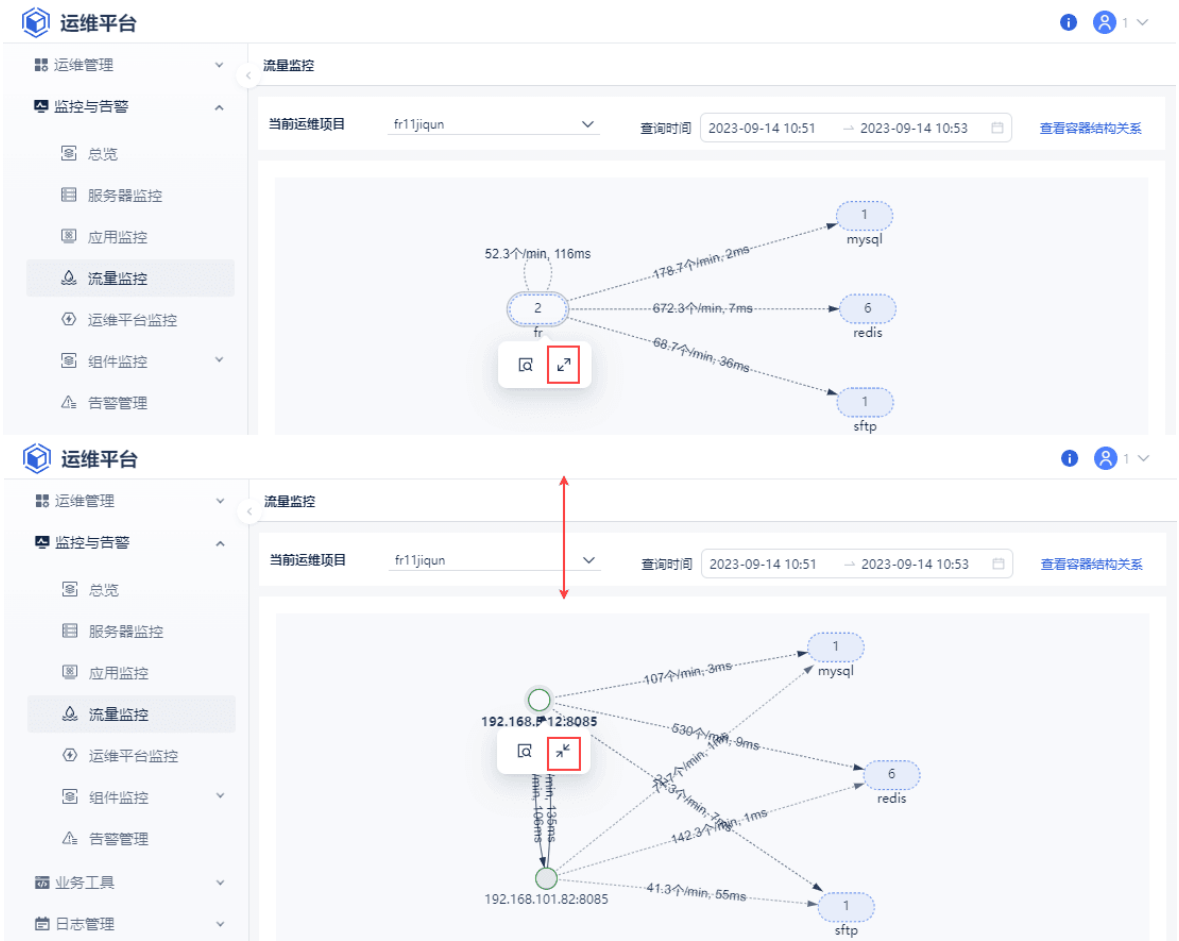 运维平台
1
运维管理
流量监控
监控与告警
当前运维项目 fr11jiqun 查询时间 2023-09-14 10:51 → 2023-09-14 10:53 查看容器结构关系
总览
服务器监控
应用监控
流量监控
运维平台监控
组件监控
告警管理
1
mysql
52.3个/min, 116ms
178.7个/min, 2ms
2
fr
672.3个/min, 7ms
6
redis
68.7个/min, 36ms
1
sftp
运维平台
1
运维管理
流量监控
监控与告警
当前运维项目 fr11jiqun 查询时间 2023-09-14 10:51 → 2023-09-14 10:53 查看容器结构关系
总览
服务器监控
应用监控
流量监控
运维平台监控
组件监控
告警管理
业务工具
日志管理
1
mysql
107个/min, 3ms
12:8085
530个/min, 9ms
6
redis
142.3个/min, 1ms
min, 106ms
min, 135ms
192.168.101.82:8085
41.3个/min, 55ms
1
sftp